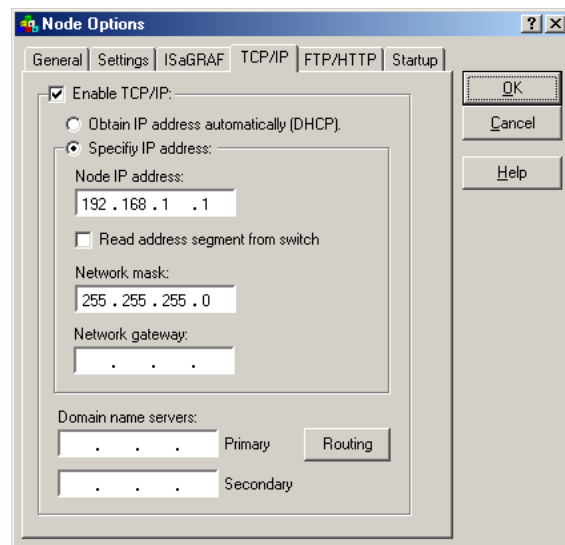 Node Options
General Settings ISaGRAF TCP/IP FTP/HTTP Startup
Enable TCP/IP:
Obtain IP address automatically (DHCP).
Specifiy IP address:
Node IP address:
192 . 168 . 1 . 1
Read address segment from switch
Network mask:
255 . 255 . 255 . 0
Network gateway:
. . .
Domain name servers:
. . . Primary Routing
. . . Secondary
OK
Cancel
Help